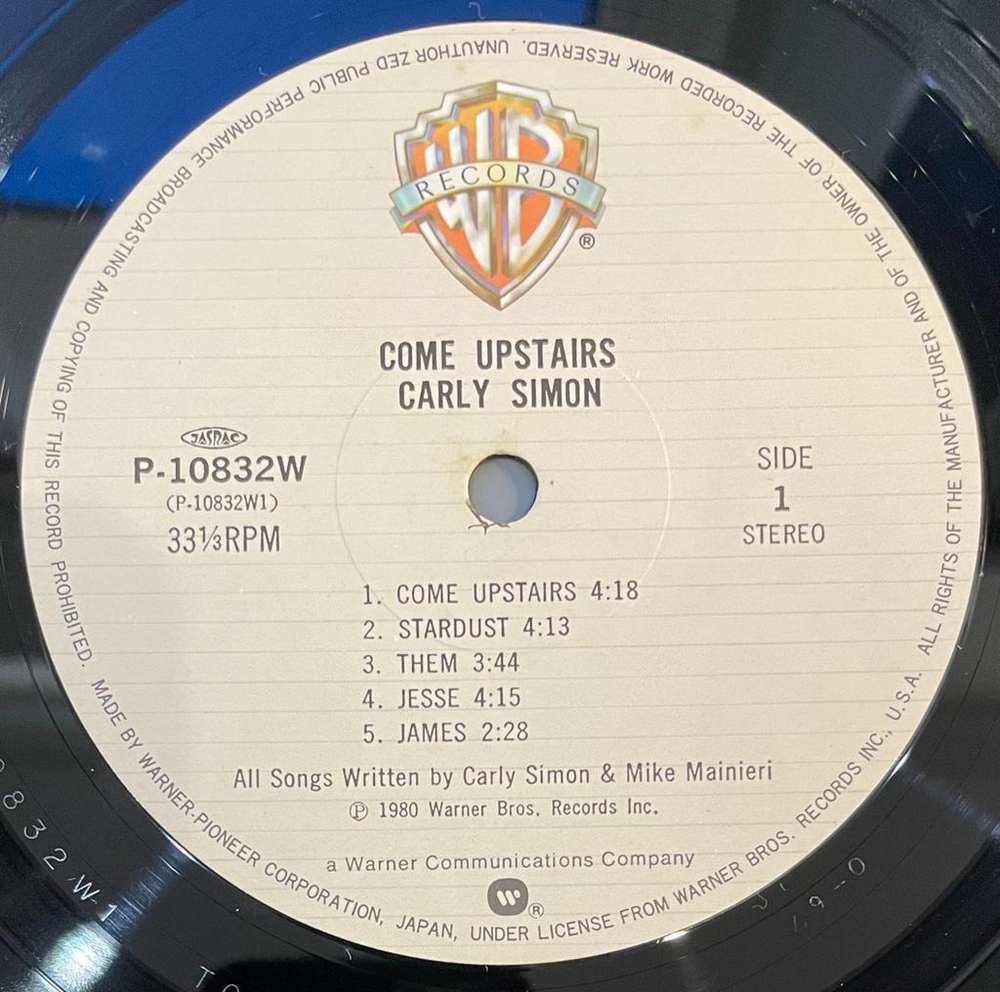 WB
RECORDS
®
COME UPSTAIRS
CARLY SIMON
JASRAC
P-10832W
(P-10832W1)
33⅓RPM
SIDE
1
STEREO
1. COME UPSTAIRS 4:18
2. STARDUST 4:13
3. THEM 3:44
4. JESSE 4:15
5. JAMES 2:28
All Songs Written by Carly Simon & Mike Mainieri
Ⓟ 1980 Warner Bros. Records Inc.
a Warner Communications Company
®
MADE BY WARNER-PIONEER CORPORATION, JAPAN, UNDER LICENSE FROM WARNER BROS. RECORDS INC., U.S.A. ALL RIGHTS OF THE MANUFACTURER AND OF THE OWNER OF THE RECORDED WORK RESERVED. UNAUTHOR ZED PUBLIC PERFORMANCE BROADCASTING AND COPYING OF THIS RECORD PROHIBITED.
0832W-1